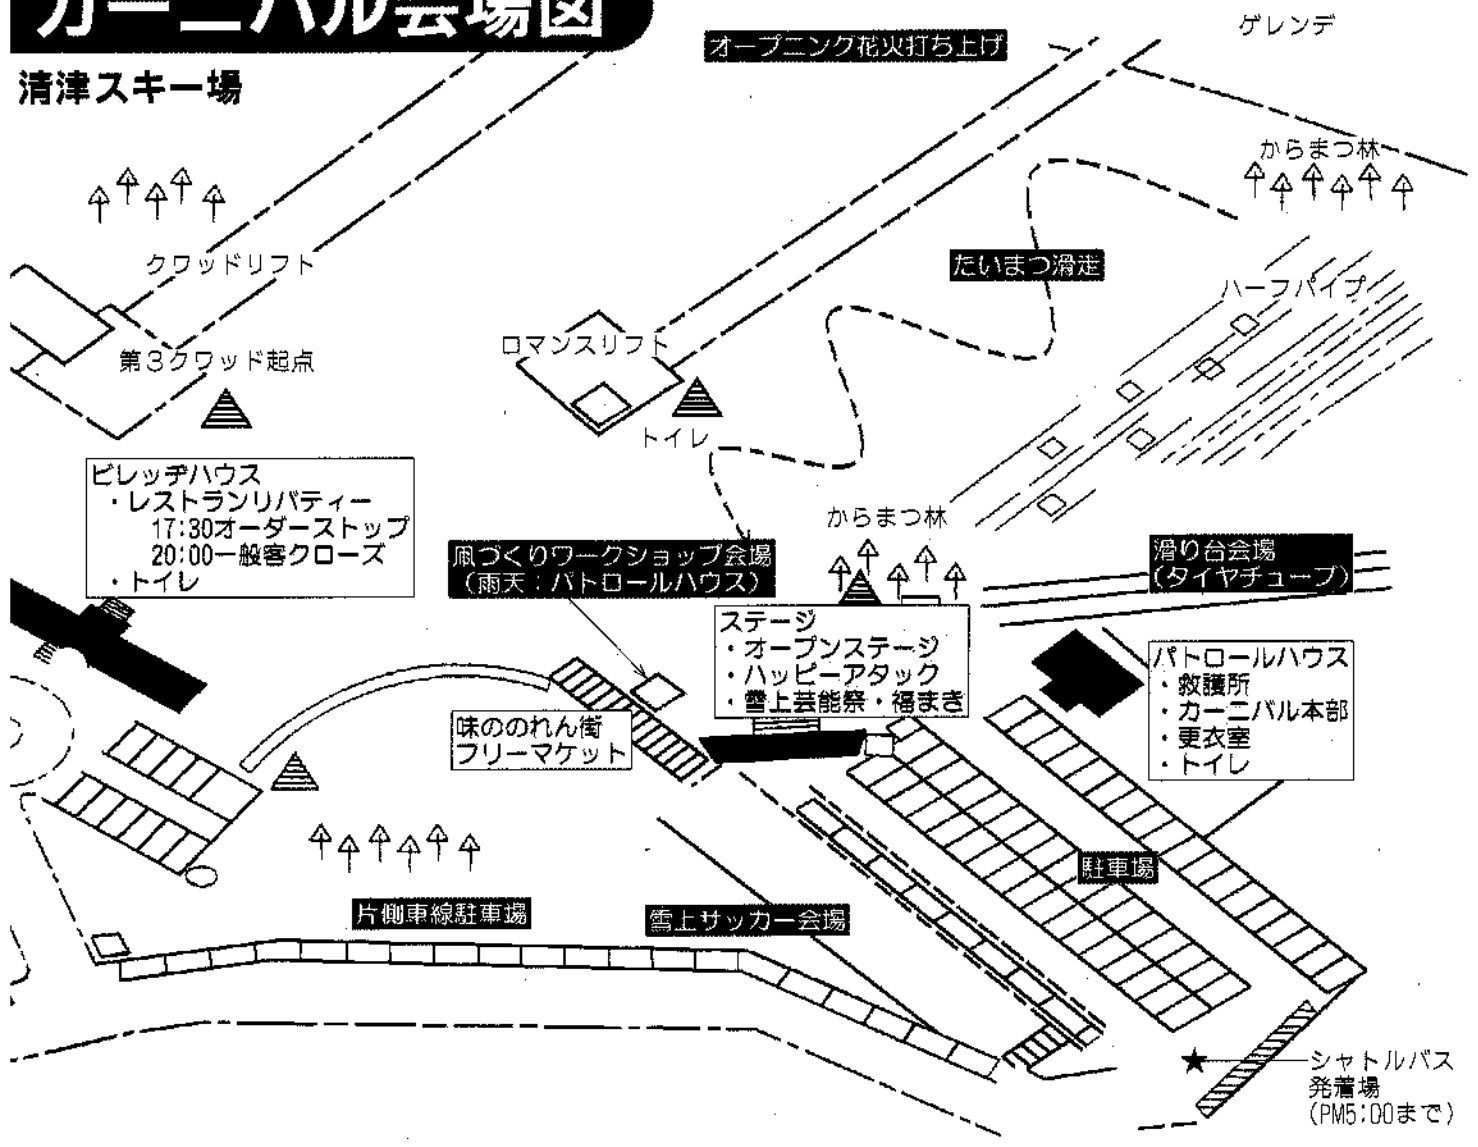 カーニバル会場図
清津スキー場
オープニング花火打ち上げ
ゲレンデ
からまつ林
たいまつ滑走
ハーフパイプ
クワッドリフト
第3クワッド起点
ロマンスリフト
トイレ
ビレッヂハウス
・レストランリバティー
17:30オーダーストップ
20:00一般客クローズ
・トイレ
凧づくりワークショップ会場
（雨天：パトロールハウス）
からまつ林
滑り台会場
（タイヤチューブ）
ステージ
・オープンステージ
・ハッピーアタック
・雪上芸能祭・福まき
パトロールハウス
・救護所
・カーニバル本部
・更衣室
・トイレ
味ののれん街
フリーマケット
駐車場
片側車線駐車場
雪上サッカー会場
シャトルバス
発着場
（PM5:00まで）